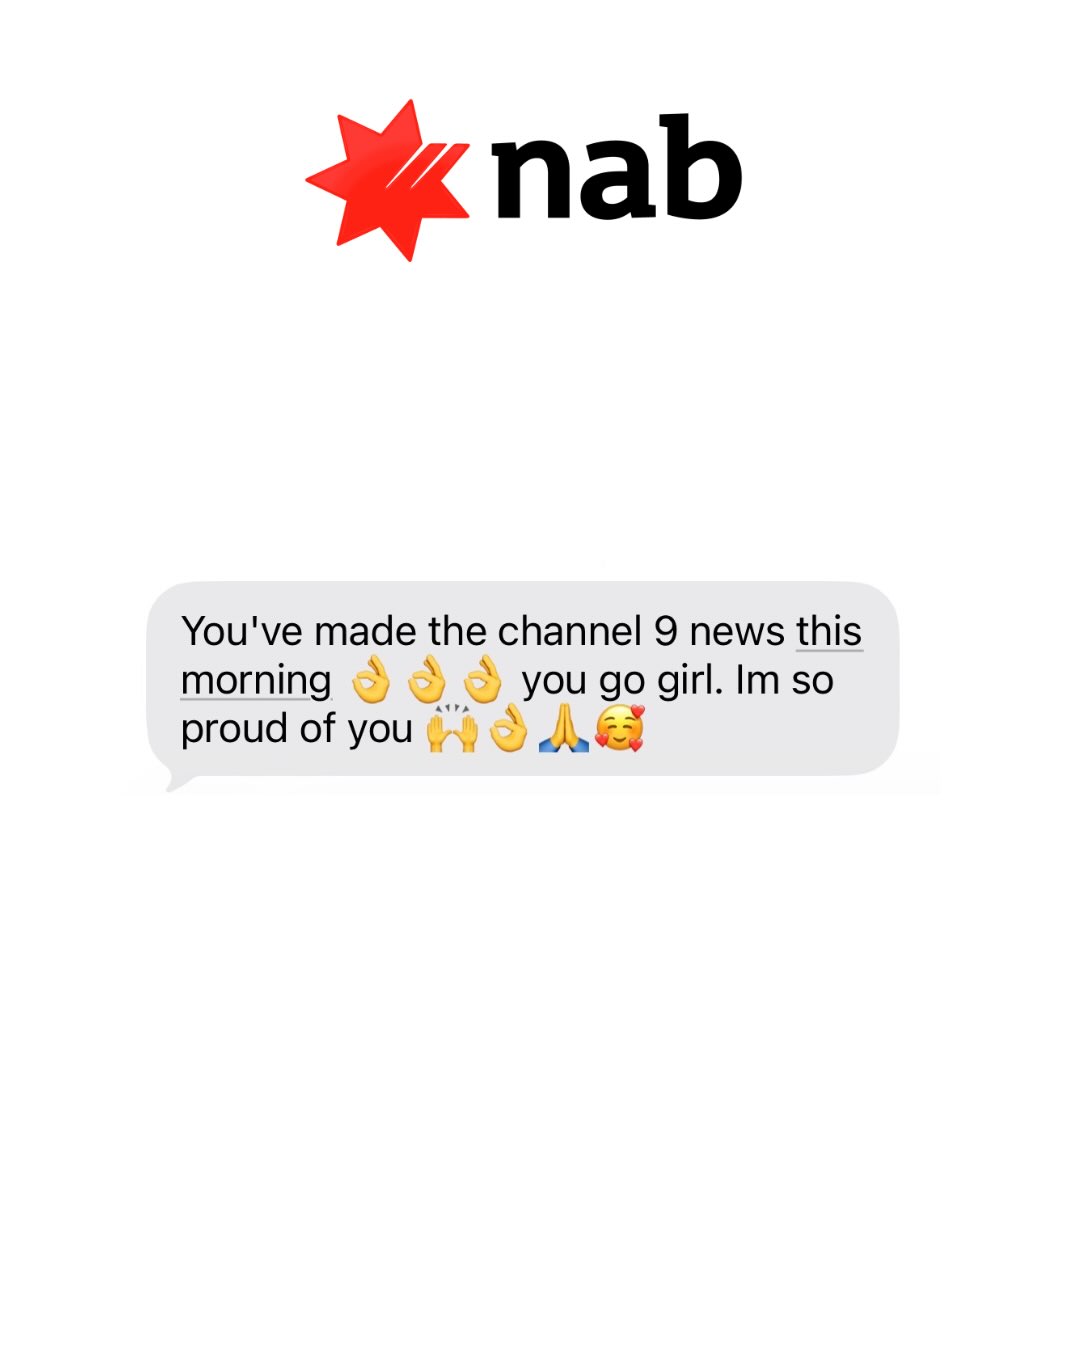 nab
You've made the channel 9 news this
morning 👌👌👌 you go girl. Im so
proud of you 🙌👌🙏🥰